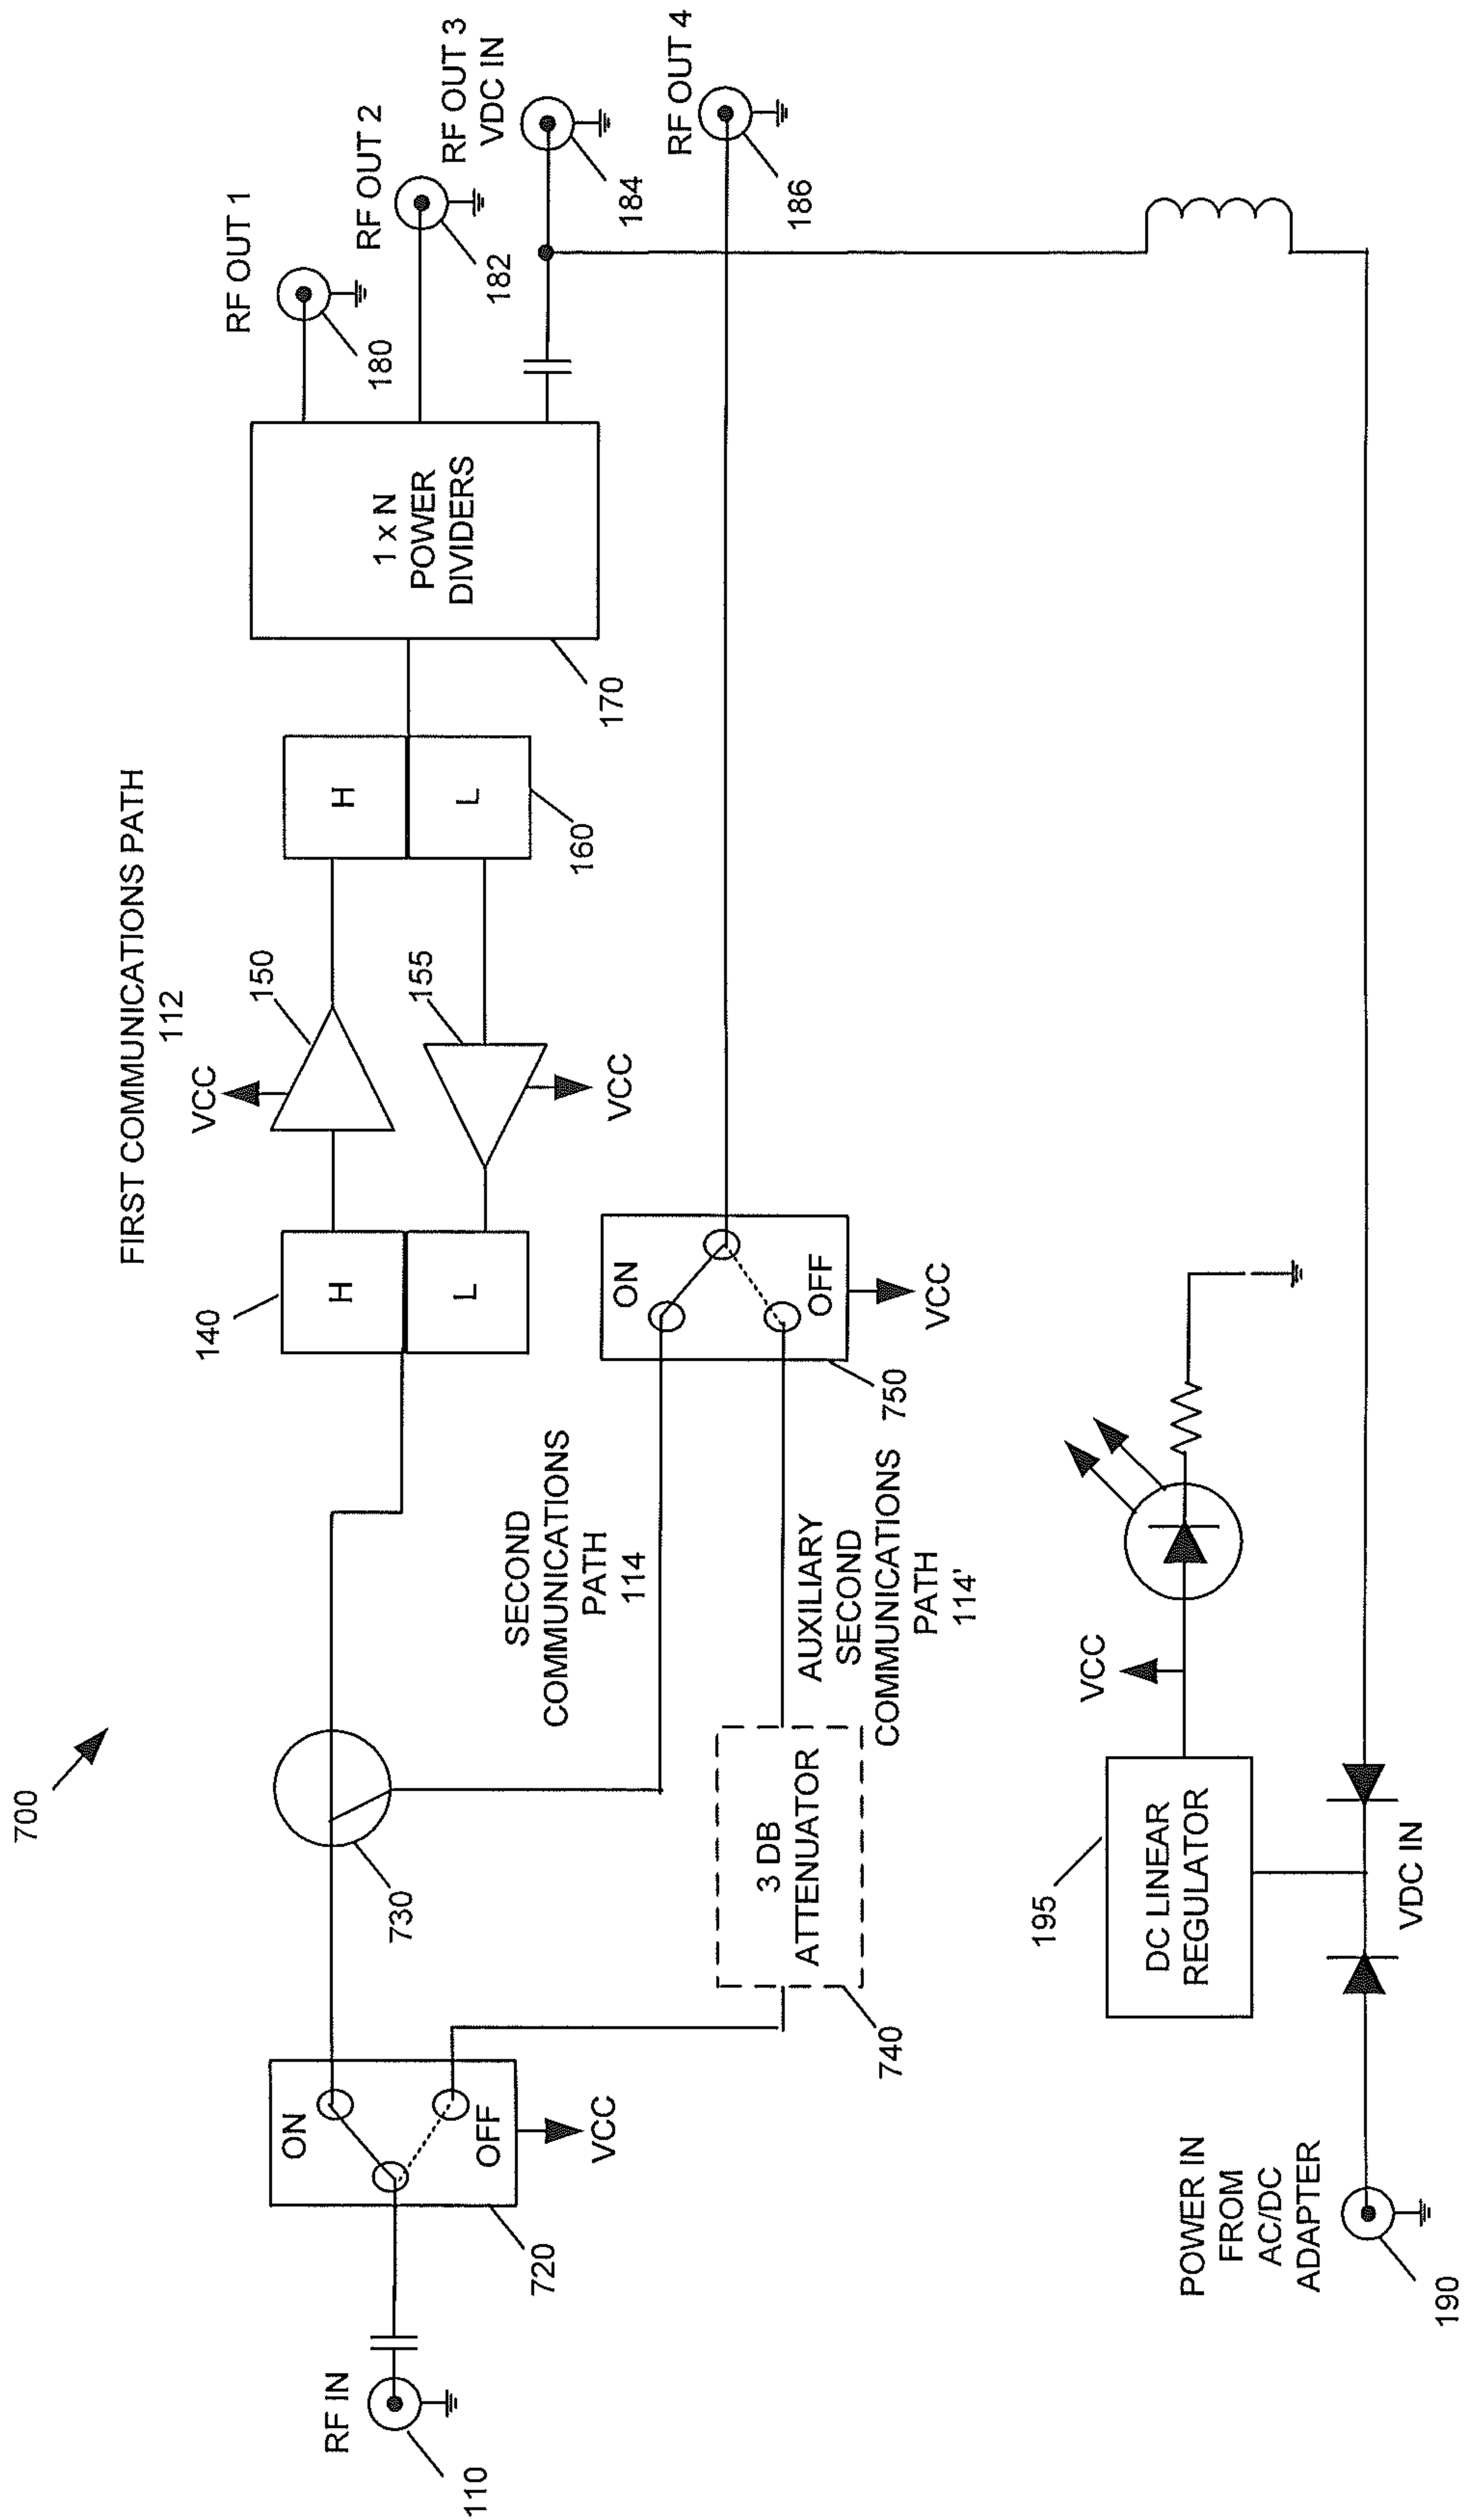 700
FIRST COMMUNICATIONS PATH
112
RF IN
110
ON
OFF
720
VCC
730
140
H
L
VCC
150
155
VCC
H
L
160
1 x N
POWER
DIVIDERS
170
RF OUT 1
180
RF OUT 2
182
RF OUT 3
VDC IN
184
RF OUT 4
186
SECOND
COMMUNICATIONS
PATH
114
3 DB
ATTENUATOR
740
AUXILIARY
SECOND
COMMUNICATIONS
PATH
114'
ON
OFF
750
VCC
POWER IN
FROM
AC/DC
ADAPTER
190
195
DC LINEAR
REGULATOR
VDC IN
VCC